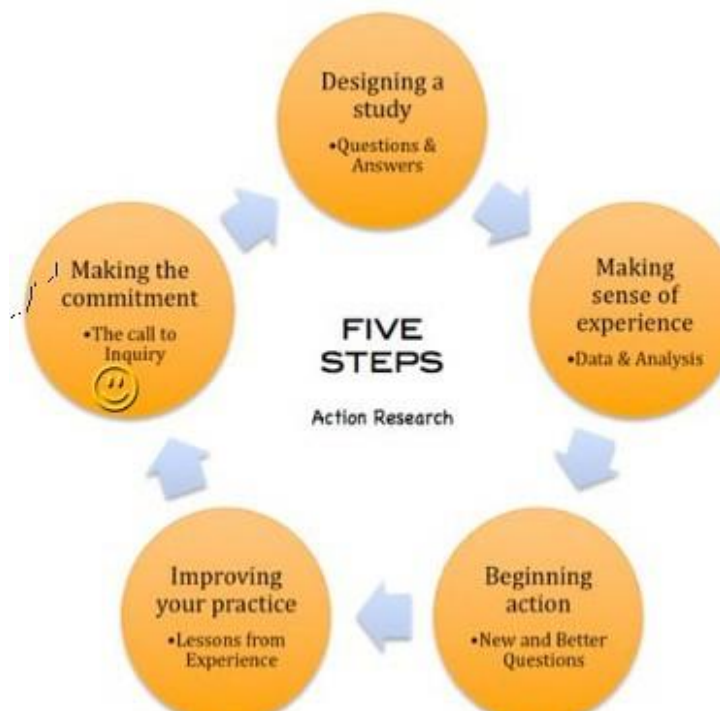 Designing a
study
•Questions &
Answers
Making the
commitment
•The call to
Inquiry
Making
sense of
experience
•Data & Analysis
FIVE
STEPS
Action Research
Improving
your practice
•Lessons from
Experience
Beginning
action
•New and Better
Questions